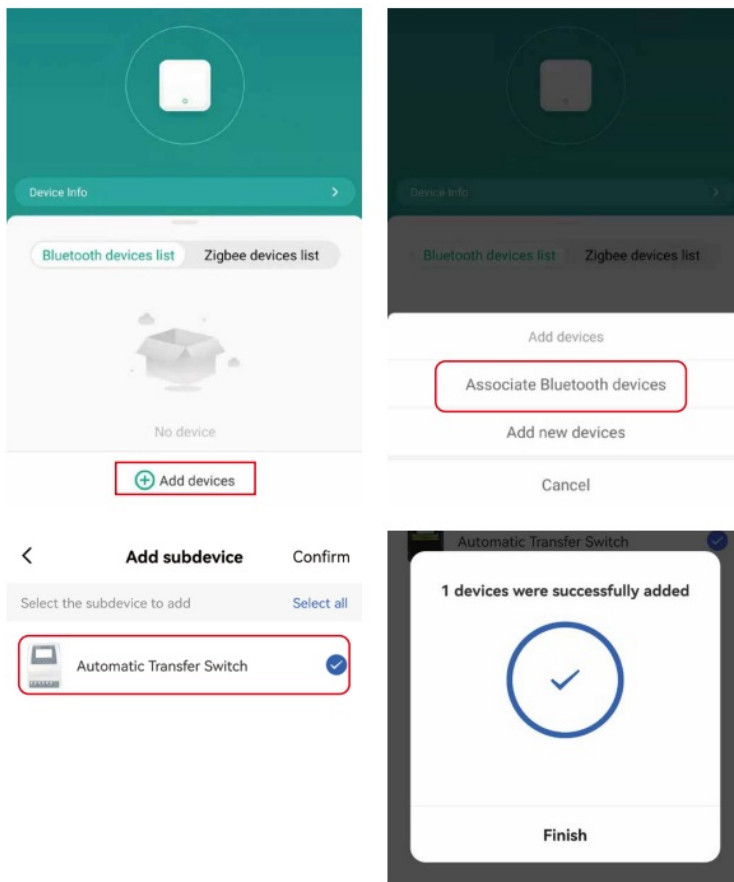 Device Info
Bluetooth devices list Zigbee devices list
No device
Add devices
Device Info
Bluetooth devices list Zigbee devices list
Add devices
Associate Bluetooth devices
Add new devices
Cancel
Add subdevice Confirm
Select the subdevice to add Select all
Automatic Transfer Switch
Automatic Transfer Switch
1 devices were successfully added
Finish